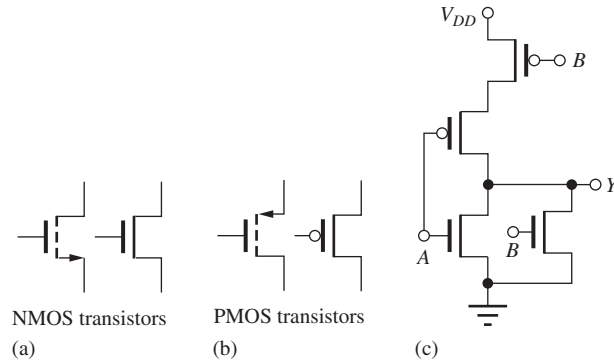 V_DD
B
Y
B
A
NMOS transistors
PMOS transistors
(a)
(b)
(c)